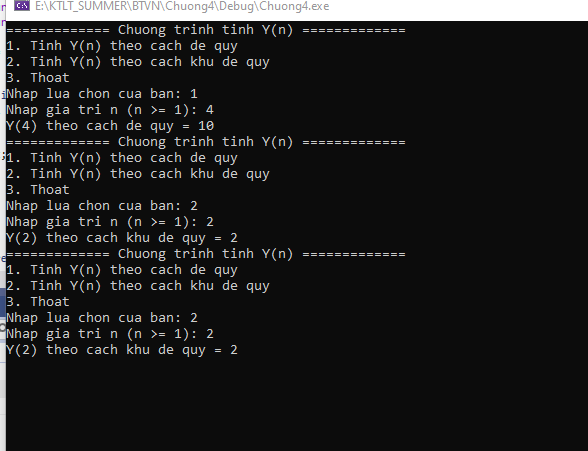 E:\KTLT_SUMMER\BTVN\Chuong4\Debug\Chuong4.exe
============= Chuong trinh tinh Y(n) =============
1. Tinh Y(n) theo cach de quy
2. Tinh Y(n) theo cach khu de quy
3. Thoat
Nhap lua chon cua ban: 1
Nhap gia tri n (n >= 1): 4
Y(4) theo cach de quy = 10
============= Chuong trinh tinh Y(n) =============
1. Tinh Y(n) theo cach de quy
2. Tinh Y(n) theo cach khu de quy
3. Thoat
Nhap lua chon cua ban: 2
Nhap gia tri n (n >= 1): 2
Y(2) theo cach khu de quy = 2
============= Chuong trinh tinh Y(n) =============
1. Tinh Y(n) theo cach de quy
2. Tinh Y(n) theo cach khu de quy
3. Thoat
Nhap lua chon cua ban: 2
Nhap gia tri n (n >= 1): 2
Y(2) theo cach khu de quy = 2